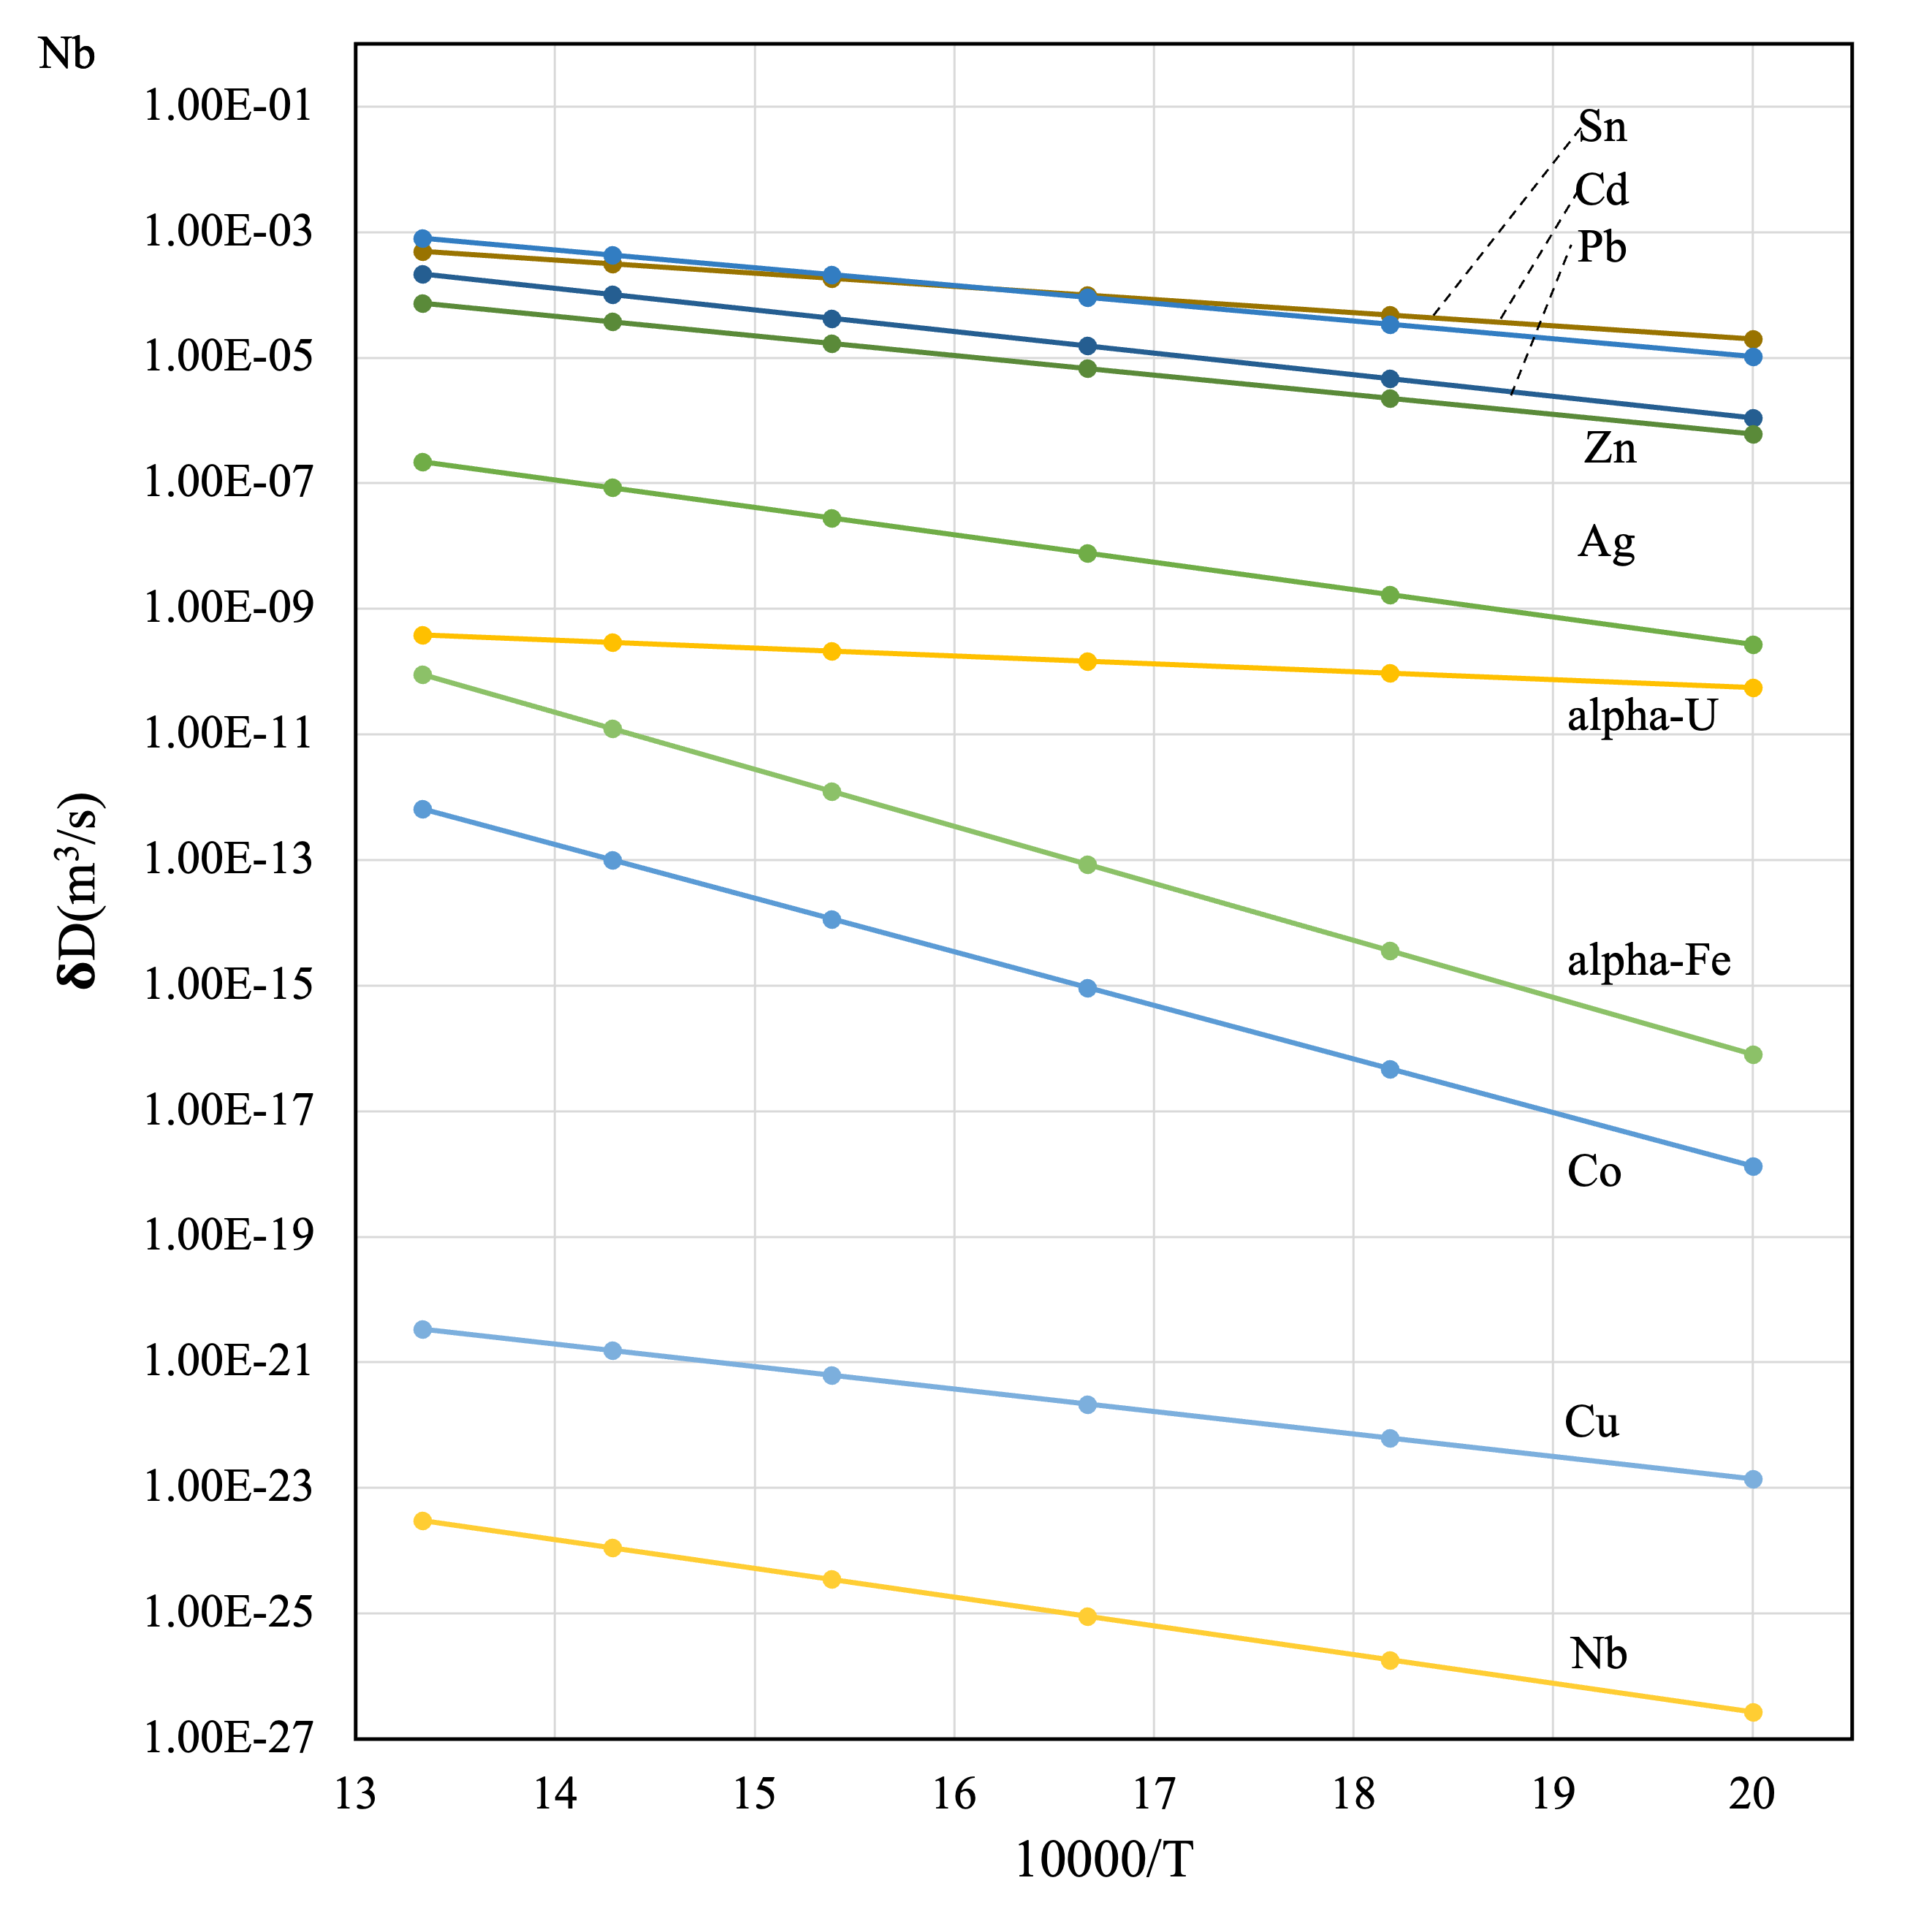 Nb
1.00E-01
Sn
Cd
1.00E-03
Pb
1.00E-05
Zn
1.00E-07
Ag
1.00E-09
alpha-U
1.00E-11
δD(m³/s)
1.00E-13
alpha-Fe
1.00E-15
1.00E-17
Co
1.00E-19
1.00E-21
Cu
1.00E-23
1.00E-25
Nb
1.00E-27
13 14 15 16 17 18 19 20
10000/T